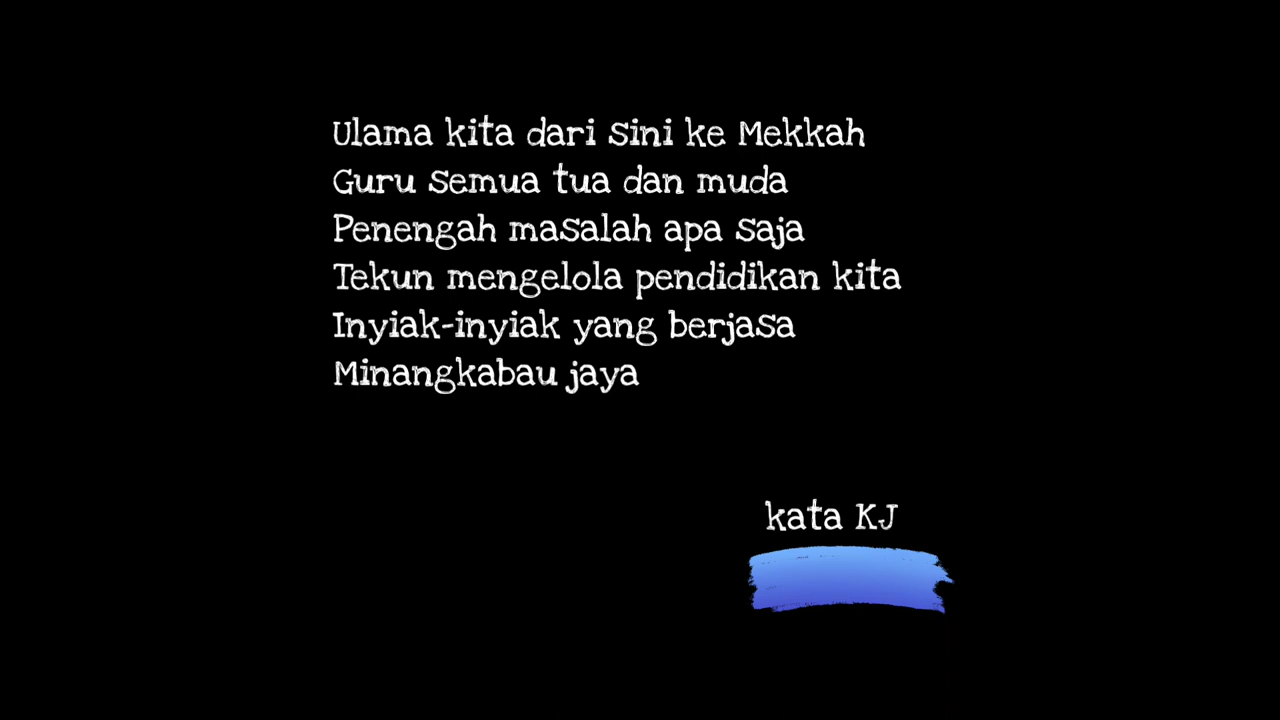 Ulama kita dari sini ke Mekkah
Guru semua tua dan muda
Penengah masalah apa saja
Tekun mengelola pendidikan kita
Inyiak-inyiak yang berjasa
Minangkabau jaya
kata KJ